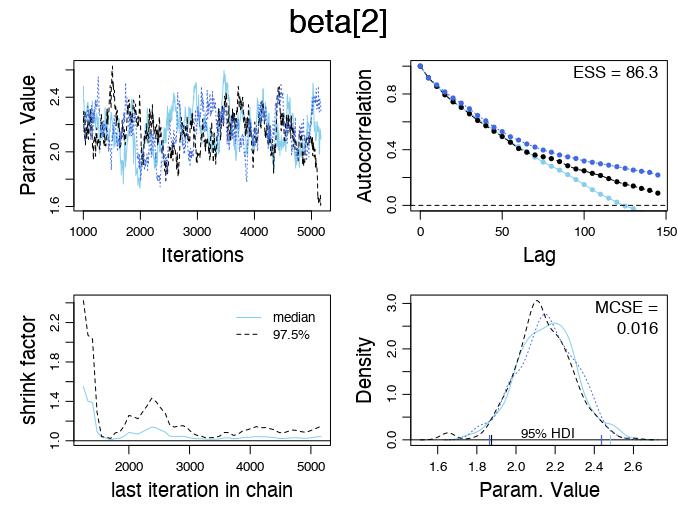 beta[2]
Param. Value
1.6
2.0
2.4
1000 2000 3000 4000 5000
Iterations
Autocorrelation
0.0
0.4
0.8
ESS = 86.3
0 50 100 150
Lag
shrink factor
1.0
1.4
1.8
2.2
median
97.5%
2000 3000 4000 5000
last iteration in chain
Density
0.0
1.0
2.0
3.0
MCSE =
0.016
95% HDI
1.6 1.8 2.0 2.2 2.4 2.6
Param. Value